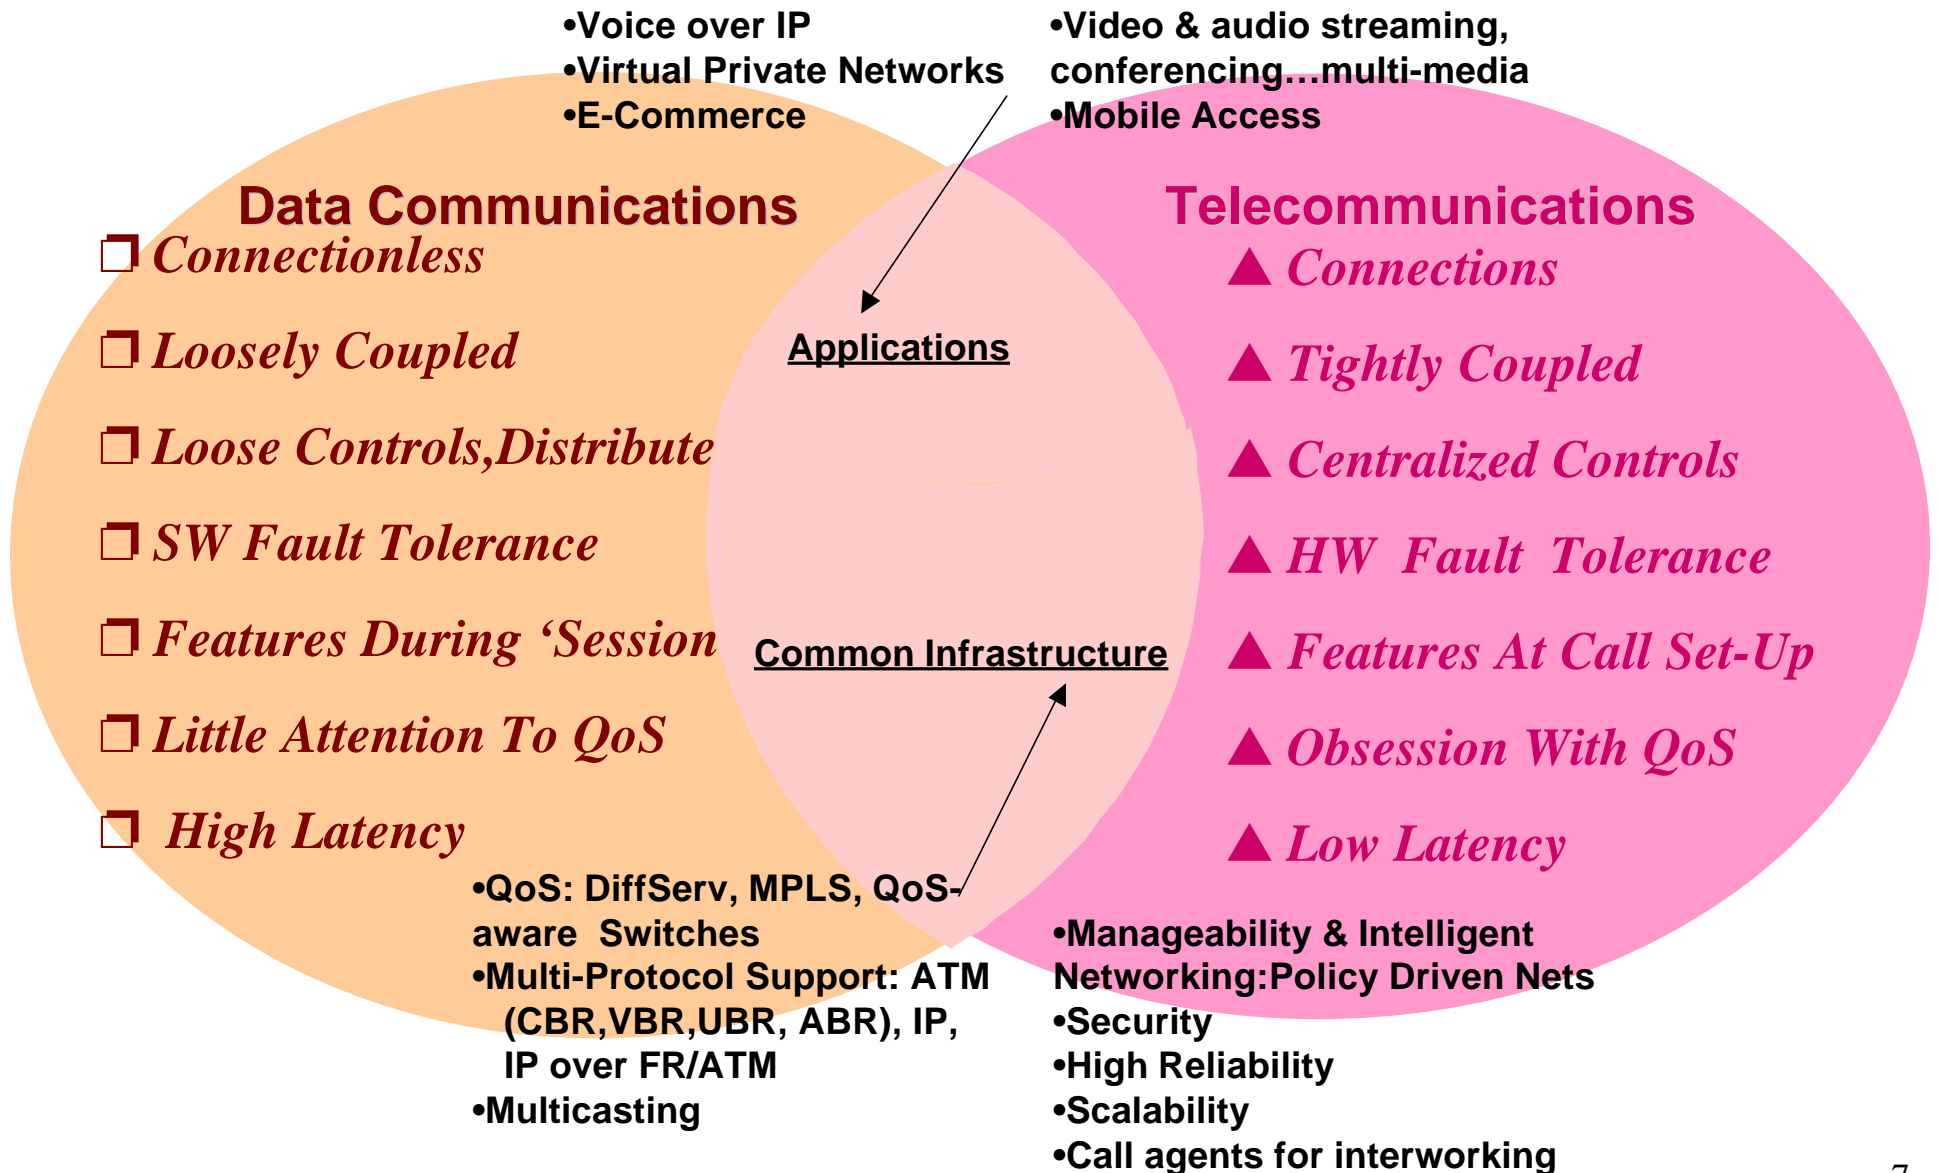 •Voice over IP
•Virtual Private Networks
•E-Commerce
•Video & audio streaming,
conferencing...multi-media
•Mobile Access
Data Communications
❐ Connectionless
❐ Loosely Coupled
❐ Loose Controls,Distribute
❐ SW Fault Tolerance
❐ Features During ‘Session
❐ Little Attention To QoS
❐ High Latency
Applications
Common Infrastructure
Telecommunications
▲ Connections
▲ Tightly Coupled
▲ Centralized Controls
▲ HW Fault Tolerance
▲ Features At Call Set-Up
▲ Obsession With QoS
▲ Low Latency
•QoS: DiffServ, MPLS, QoS-
aware Switches
•Multi-Protocol Support: ATM
(CBR,VBR,UBR, ABR), IP,
IP over FR/ATM
•Multicasting
•Manageability & Intelligent
Networking:Policy Driven Nets
•Security
•High Reliability
•Scalability
•Call agents for interworking
7